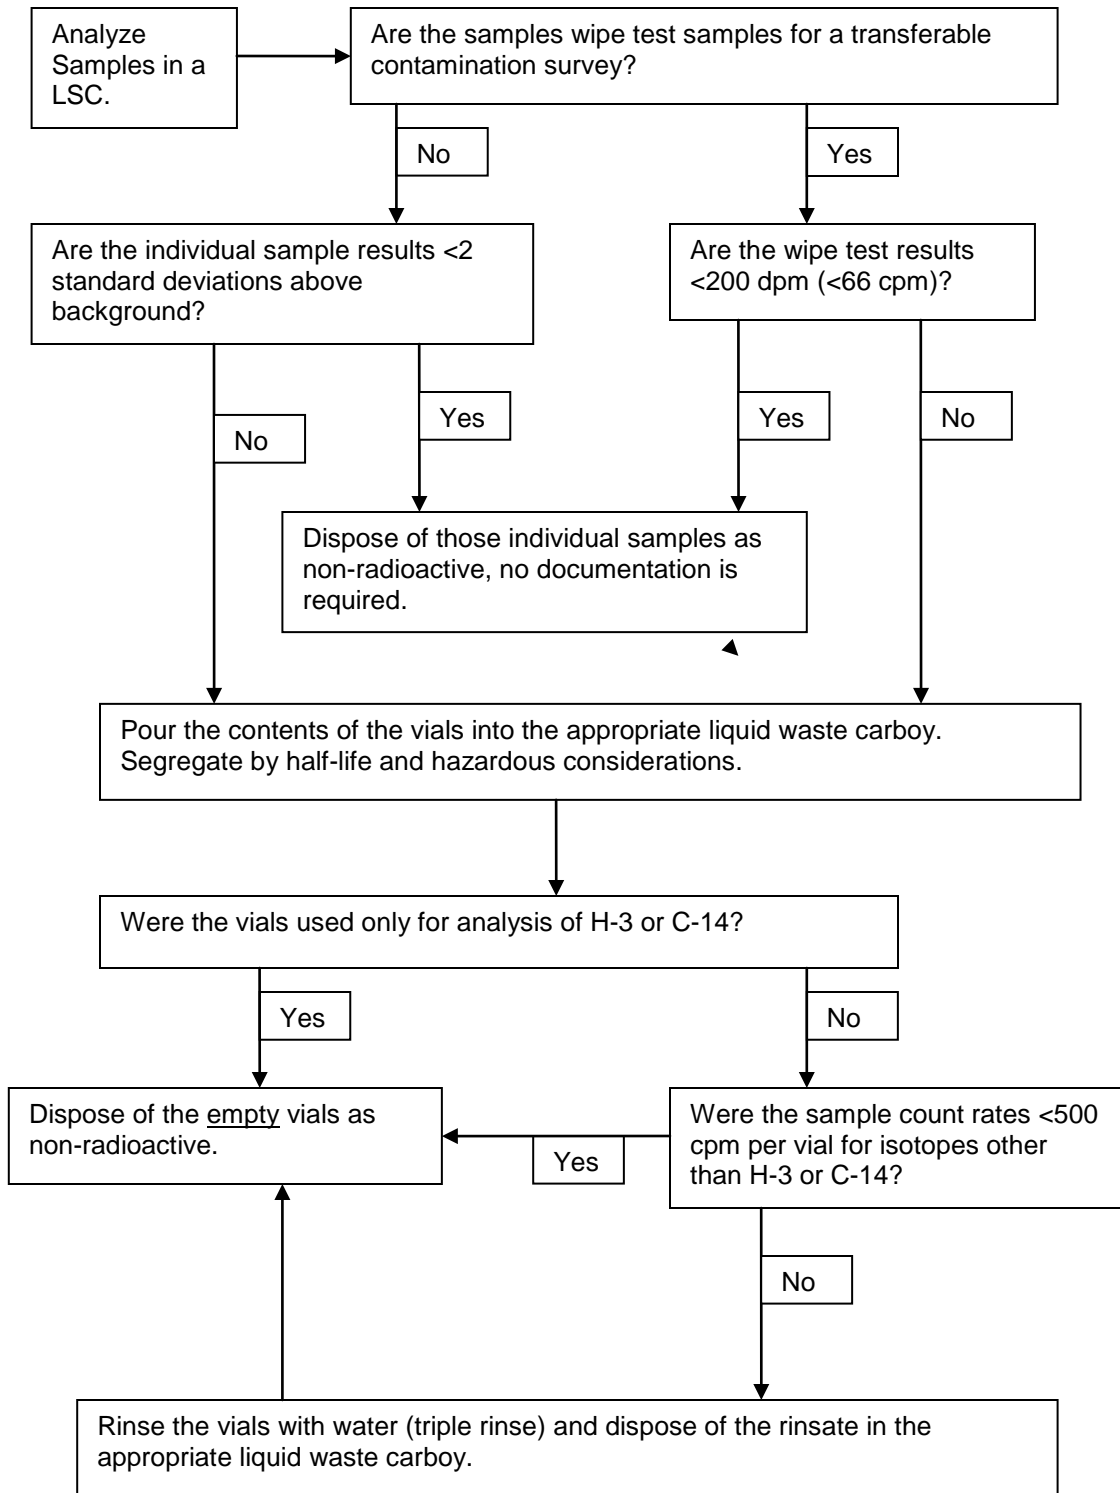 Analyze
Samples in a
LSC.
Are the samples wipe test samples for a transferable
contamination survey?
No
Yes
Are the individual sample results <2
standard deviations above
background?
Are the wipe test results
<200 dpm (<66 cpm)?
No
Yes
Yes
No
Dispose of those individual samples as
non-radioactive, no documentation is
required.
Pour the contents of the vials into the appropriate liquid waste carboy.
Segregate by half-life and hazardous considerations.
Were the vials used only for analysis of H-3 or C-14?
Yes
No
Dispose of the empty vials as
non-radioactive.
Yes
Were the sample count rates <500
cpm per vial for isotopes other
than H-3 or C-14?
No
Rinse the vials with water (triple rinse) and dispose of the rinsate in the
appropriate liquid waste carboy.